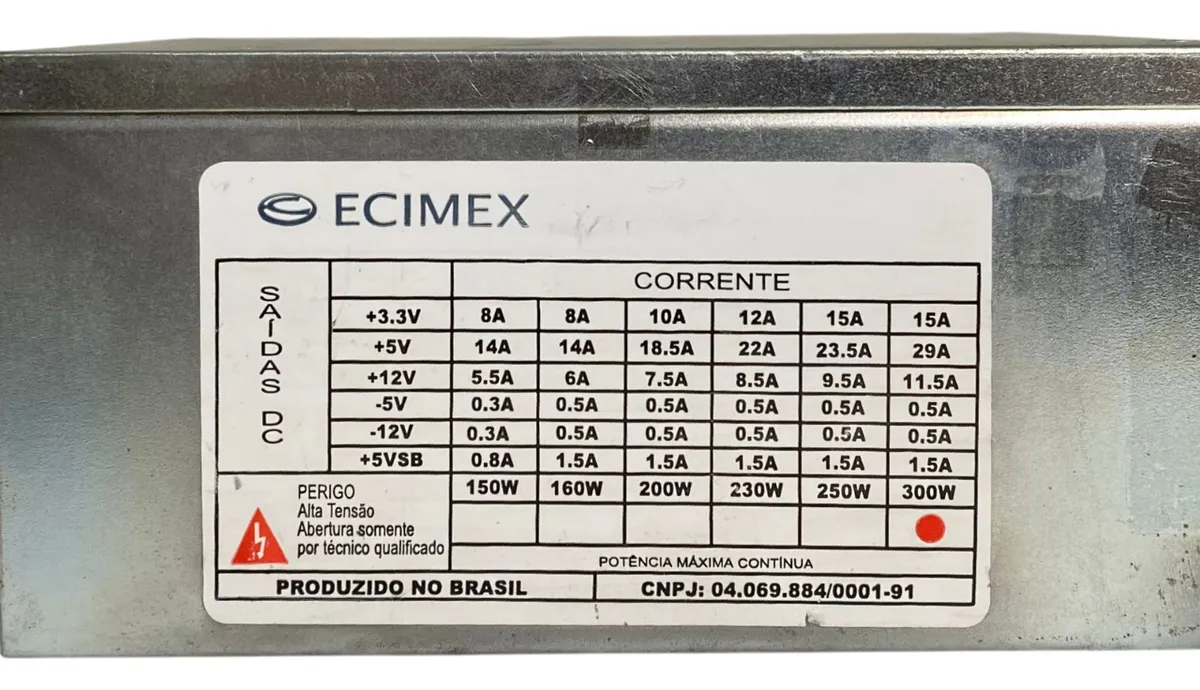 ECIMEX
SAÍDAS DC
CORRENTE
+3.3V 8A 8A 10A 12A 15A 15A
+5V 14A 14A 18.5A 22A 23.5A 29A
+12V 5.5A 6A 7.5A 8.5A 9.5A 11.5A
-5V 0.3A 0.5A 0.5A 0.5A 0.5A 0.5A
-12V 0.3A 0.5A 0.5A 0.5A 0.5A 0.5A
+5VSB 0.8A 1.5A 1.5A 1.5A 1.5A 1.5A
150W 160W 200W 230W 250W 300W
PERIGO
Alta Tensão
Abertura somente
por técnico qualificado
POTÊNCIA MÁXIMA CONTÍNUA
PRODUZIDO NO BRASIL
CNPJ: 04.069.884/0001-91